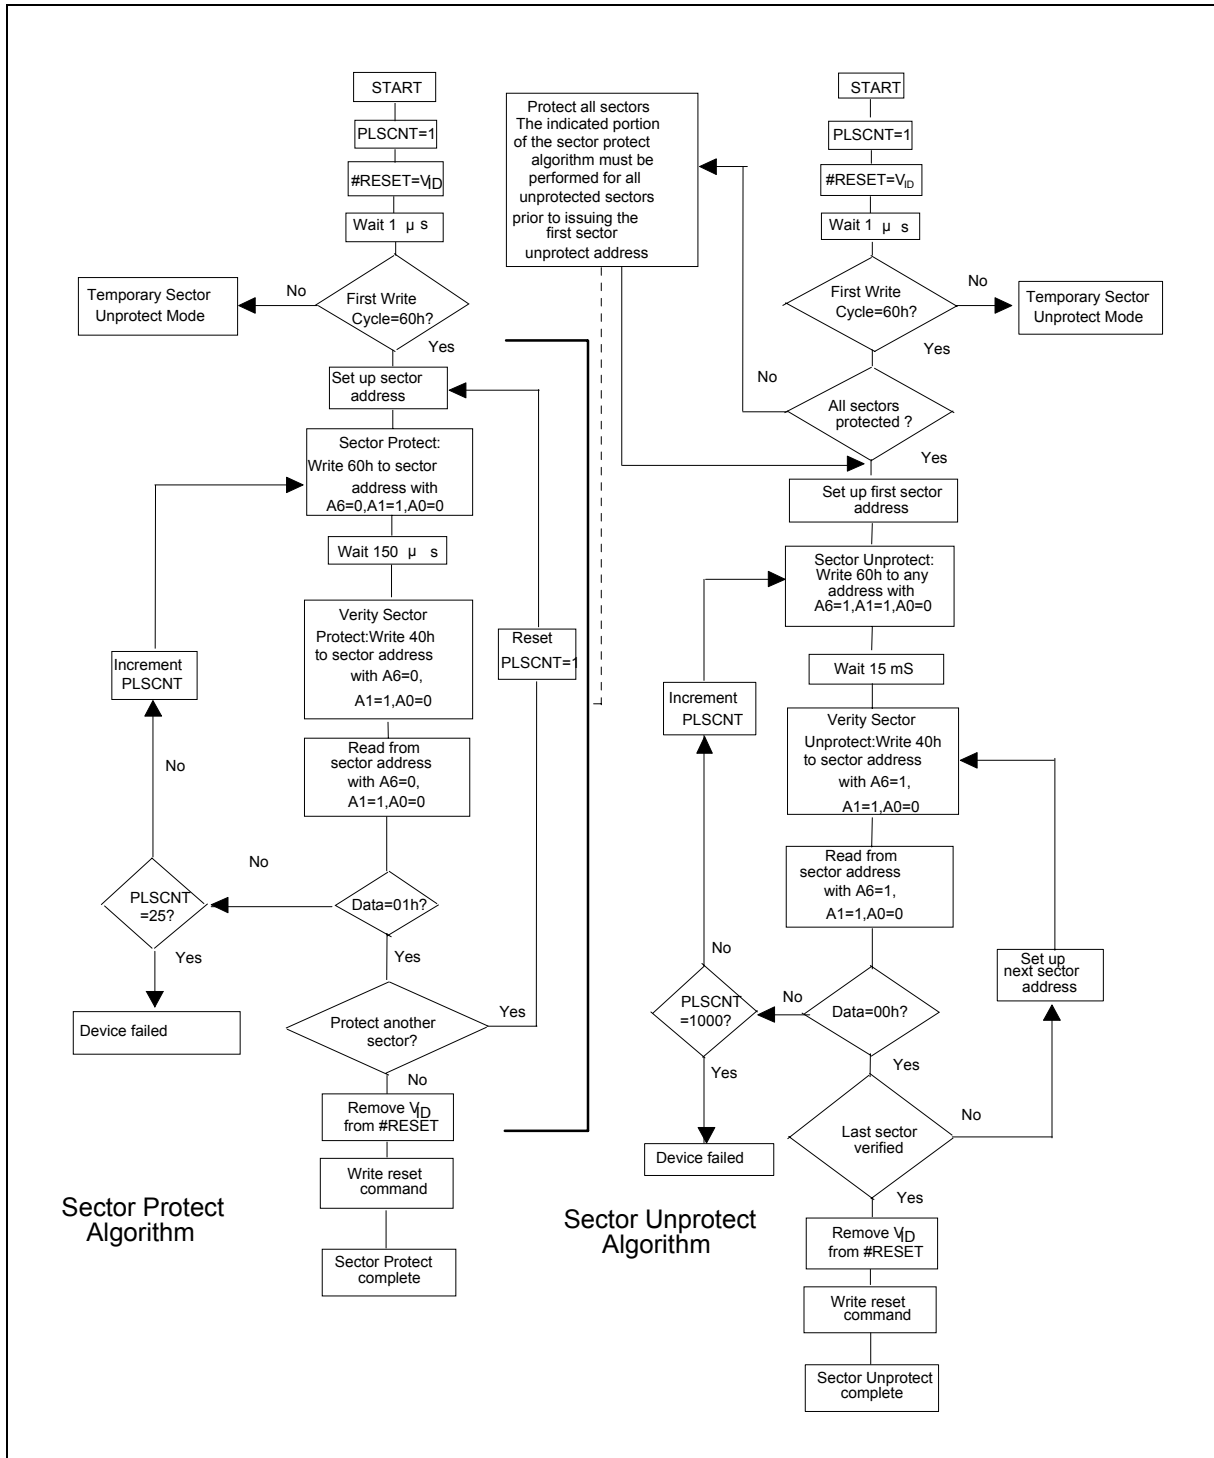 START
PLSCNT=1
#RESET=VID
Wait 1 μ s
First Write
Cycle=60h?
No
Temporary Sector
Unprotect Mode
Yes
Set up sector
address
Sector Protect:
Write 60h to sector
address with
A6=0,A1=1,A0=0
Wait 150 μ s
Verity Sector
Protect:Write 40h
to sector address
with A6=0,
A1=1,A0=0
Reset
PLSCNT=1
Increment
PLSCNT
Read from
sector address
with A6=0,
A1=1,A0=0
No
No
PLSCNT
=25?
Data=01h?
Yes
Yes
Device failed
Protect another
sector?
Yes
No
Remove VID
from #RESET
Write reset
command
Sector Protect
complete
Sector Protect
Algorithm
Protect all sectors
The indicated portion
of the sector protect
algorithm must be
performed for all
unprotected sectors
prior to issuing the
first sector
unprotect address
START
PLSCNT=1
#RESET=VID
Wait 1 μ s
First Write
Cycle=60h?
No
Temporary Sector
Unprotect Mode
Yes
No
All sectors
protected ?
Yes
Set up first sector
address
Sector Unprotect:
Write 60h to any
address with
A6=1,A1=1,A0=0
Wait 15 mS
Increment
PLSCNT
Verity Sector
Unprotect:Write 40h
to sector address
with A6=1,
A1=1,A0=0
Read from
sector address
with A6=1,
A1=1,A0=0
No
Set up
next sector
address
PLSCNT
=1000?
No
Data=00h?
Yes
Yes
Device failed
Last sector
verified
No
Yes
Remove VID
from #RESET
Write reset
command
Sector Unprotect
complete
Sector Unprotect
Algorithm